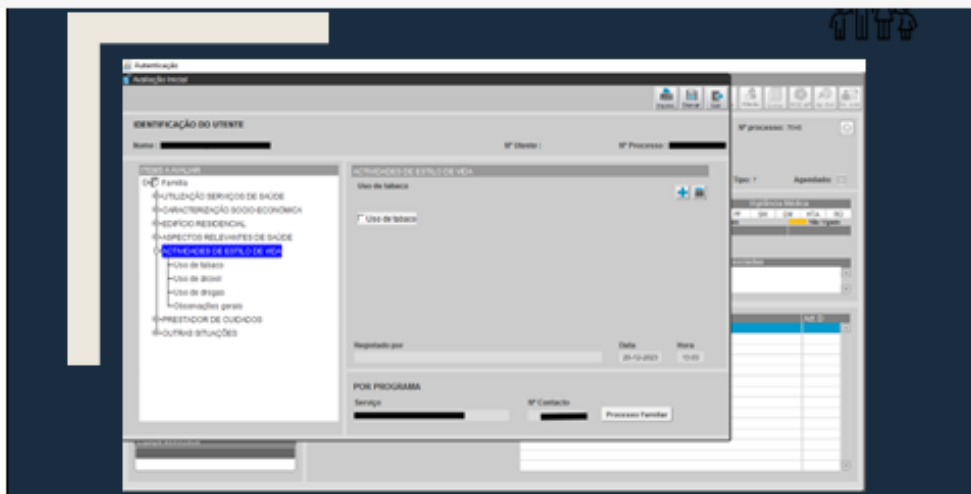 Autenticação
Avaliação Inicial
IDENTIFICAÇÃO DO UTENTE
Nome :
Nº Utente :
Nº Processo :
Nº processo:
Tipo:
Agendado:
Vigilância Médica
ITENS A AVALIAR
Família
UTILIZAÇÃO SERVIÇOS DE SAÚDE
CARACTERIZAÇÃO SOCIO-ECONÓMICA
EDIFÍCIO RESIDENCIAL
ASPECTOS RELEVANTES DE SAÚDE
ACTIVIDADES DE ESTILO DE VIDA
Uso de tabaco
Uso de álcool
Uso de drogas
Observações gerais
PRESTADOR DE CUIDADOS
OUTRAS SITUAÇÕES
ACTIVIDADES DE ESTILO DE VIDA
Uso de tabaco
Uso de tabaco
Registado por
Data
Hora
POR PROGRAMA
Serviço
Nº Contacto
Processo Familiar